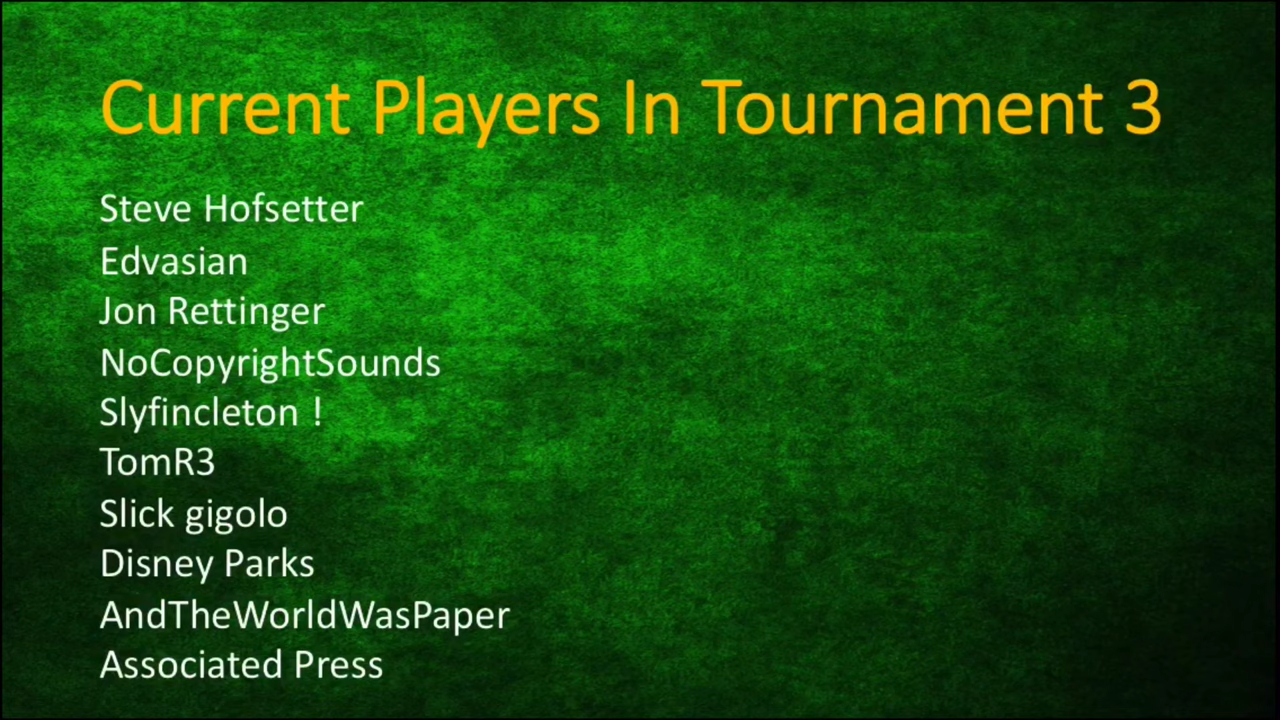 Current Players In Tournament 3
Steve Hofsetter
Edvasian
Jon Rettinger
NoCopyrightSounds
Slyfincleton !
TomR3
Slick gigolo
Disney Parks
AndTheWorldWasPaper
Associated Press